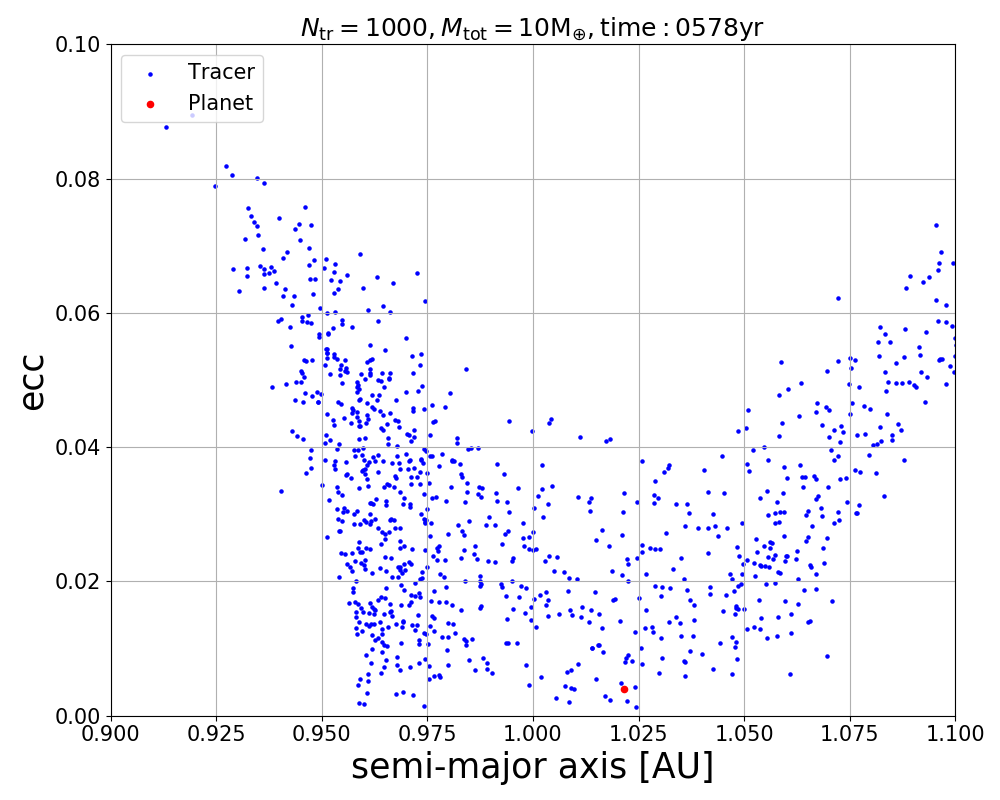 N_tr = 1000, M_tot = 10M_⊕, time : 0578yr
Tracer
Planet
0.10
0.08
0.06
0.04
0.02
0.00
ecc
0.900 0.925 0.950 0.975 1.000 1.025 1.050 1.075 1.100
semi-major axis [AU]